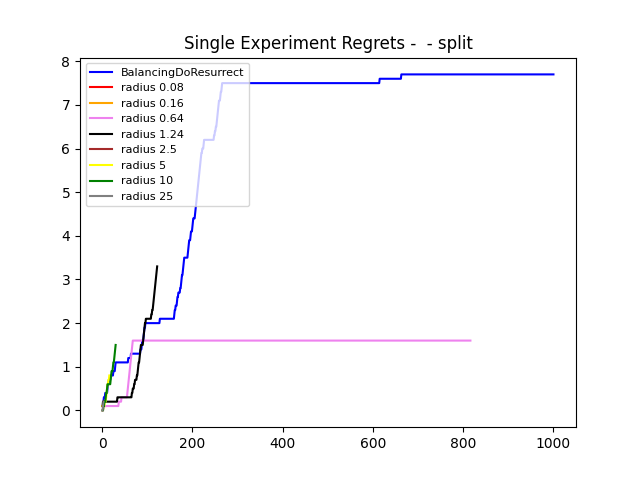 Single Experiment Regrets -  - split
BalancingDoResurrect
radius 0.08
radius 0.16
radius 0.64
radius 1.24
radius 2.5
radius 5
radius 10
radius 25
8
7
6
5
4
3
2
1
0
0 200 400 600 800 1000